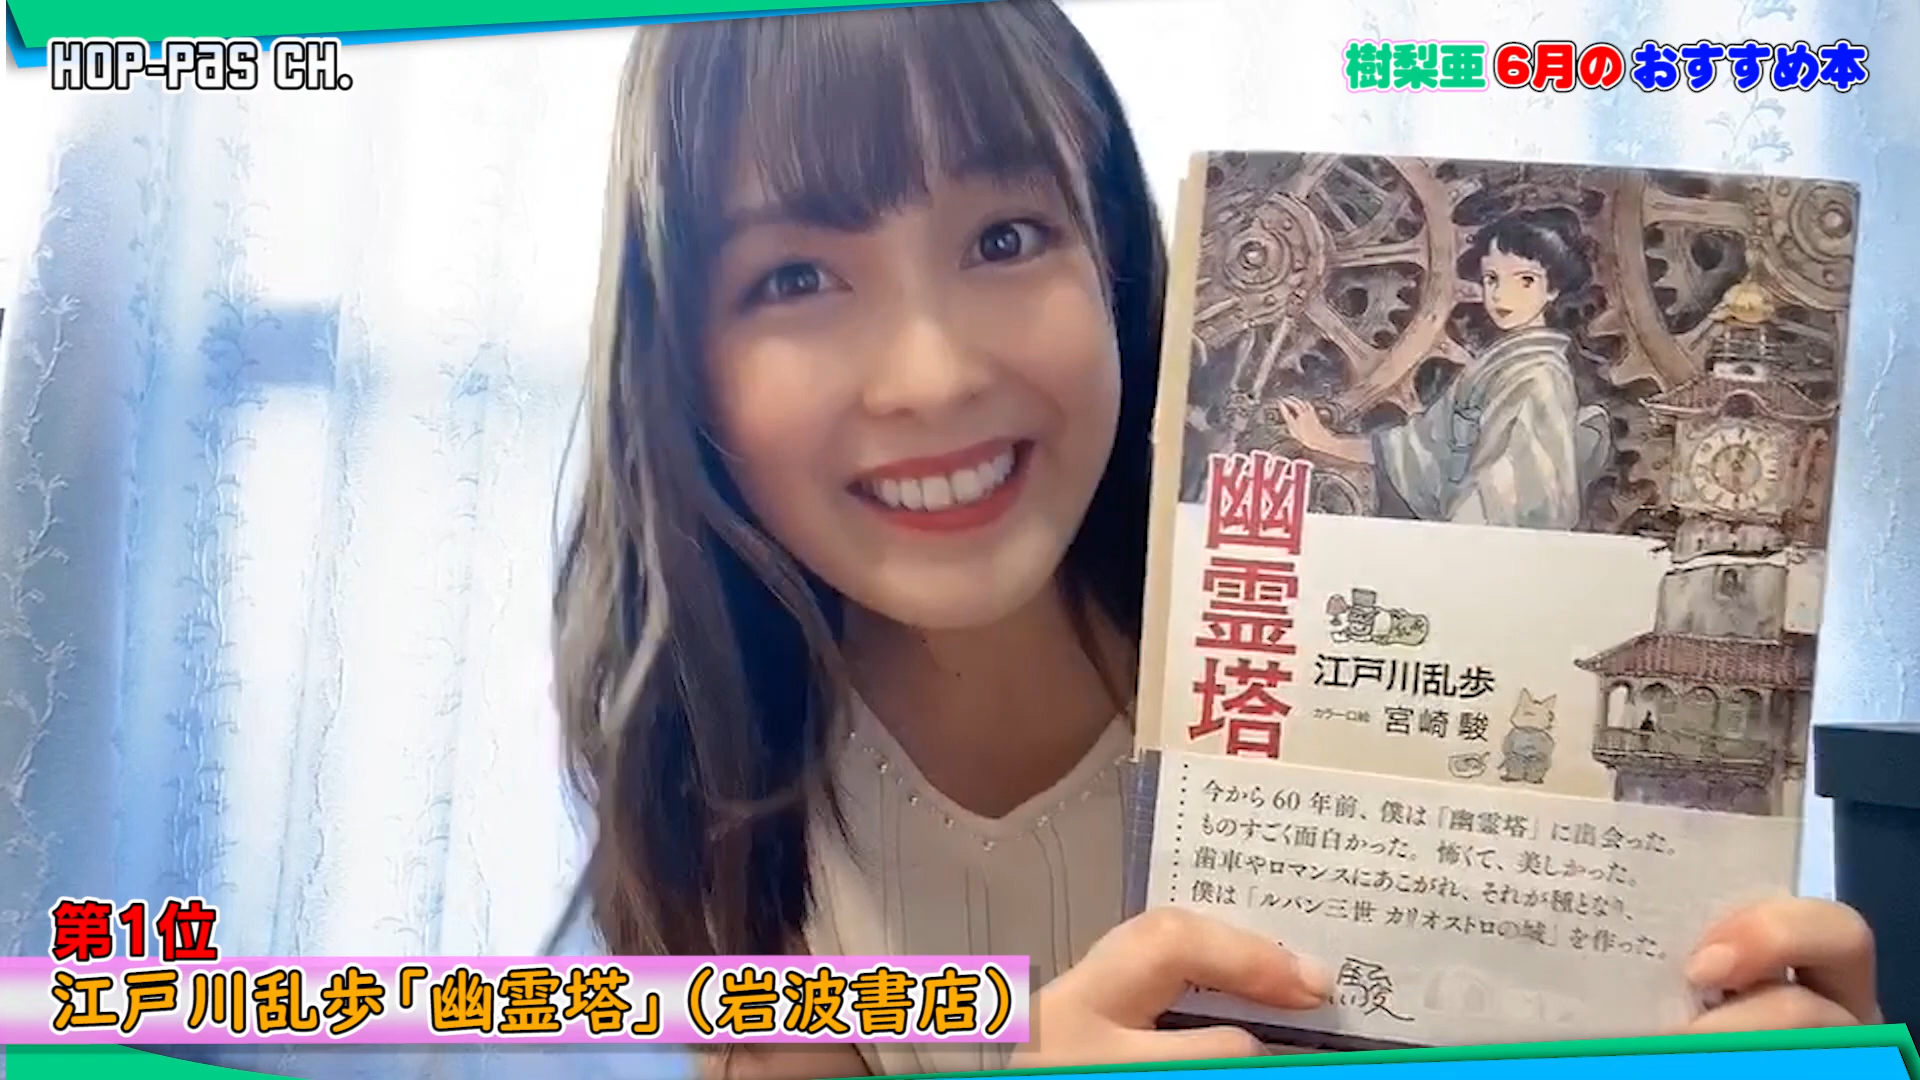 HOP-PAS CH.
樹梨亜 6月の おすすめ本
幽霊塔
江戸川乱歩
カラー口絵 宮崎 駿
今から60年前、僕は「幽霊塔」に出会った。
ものすごく面白かった。怖くて、美しかった。
歯車やロマンスにあこがれ、それが種となり、
僕は「ルパン三世 カリオストロの城」を作った。
駿
第1位
江戸川乱歩「幽霊塔」（岩波書店）